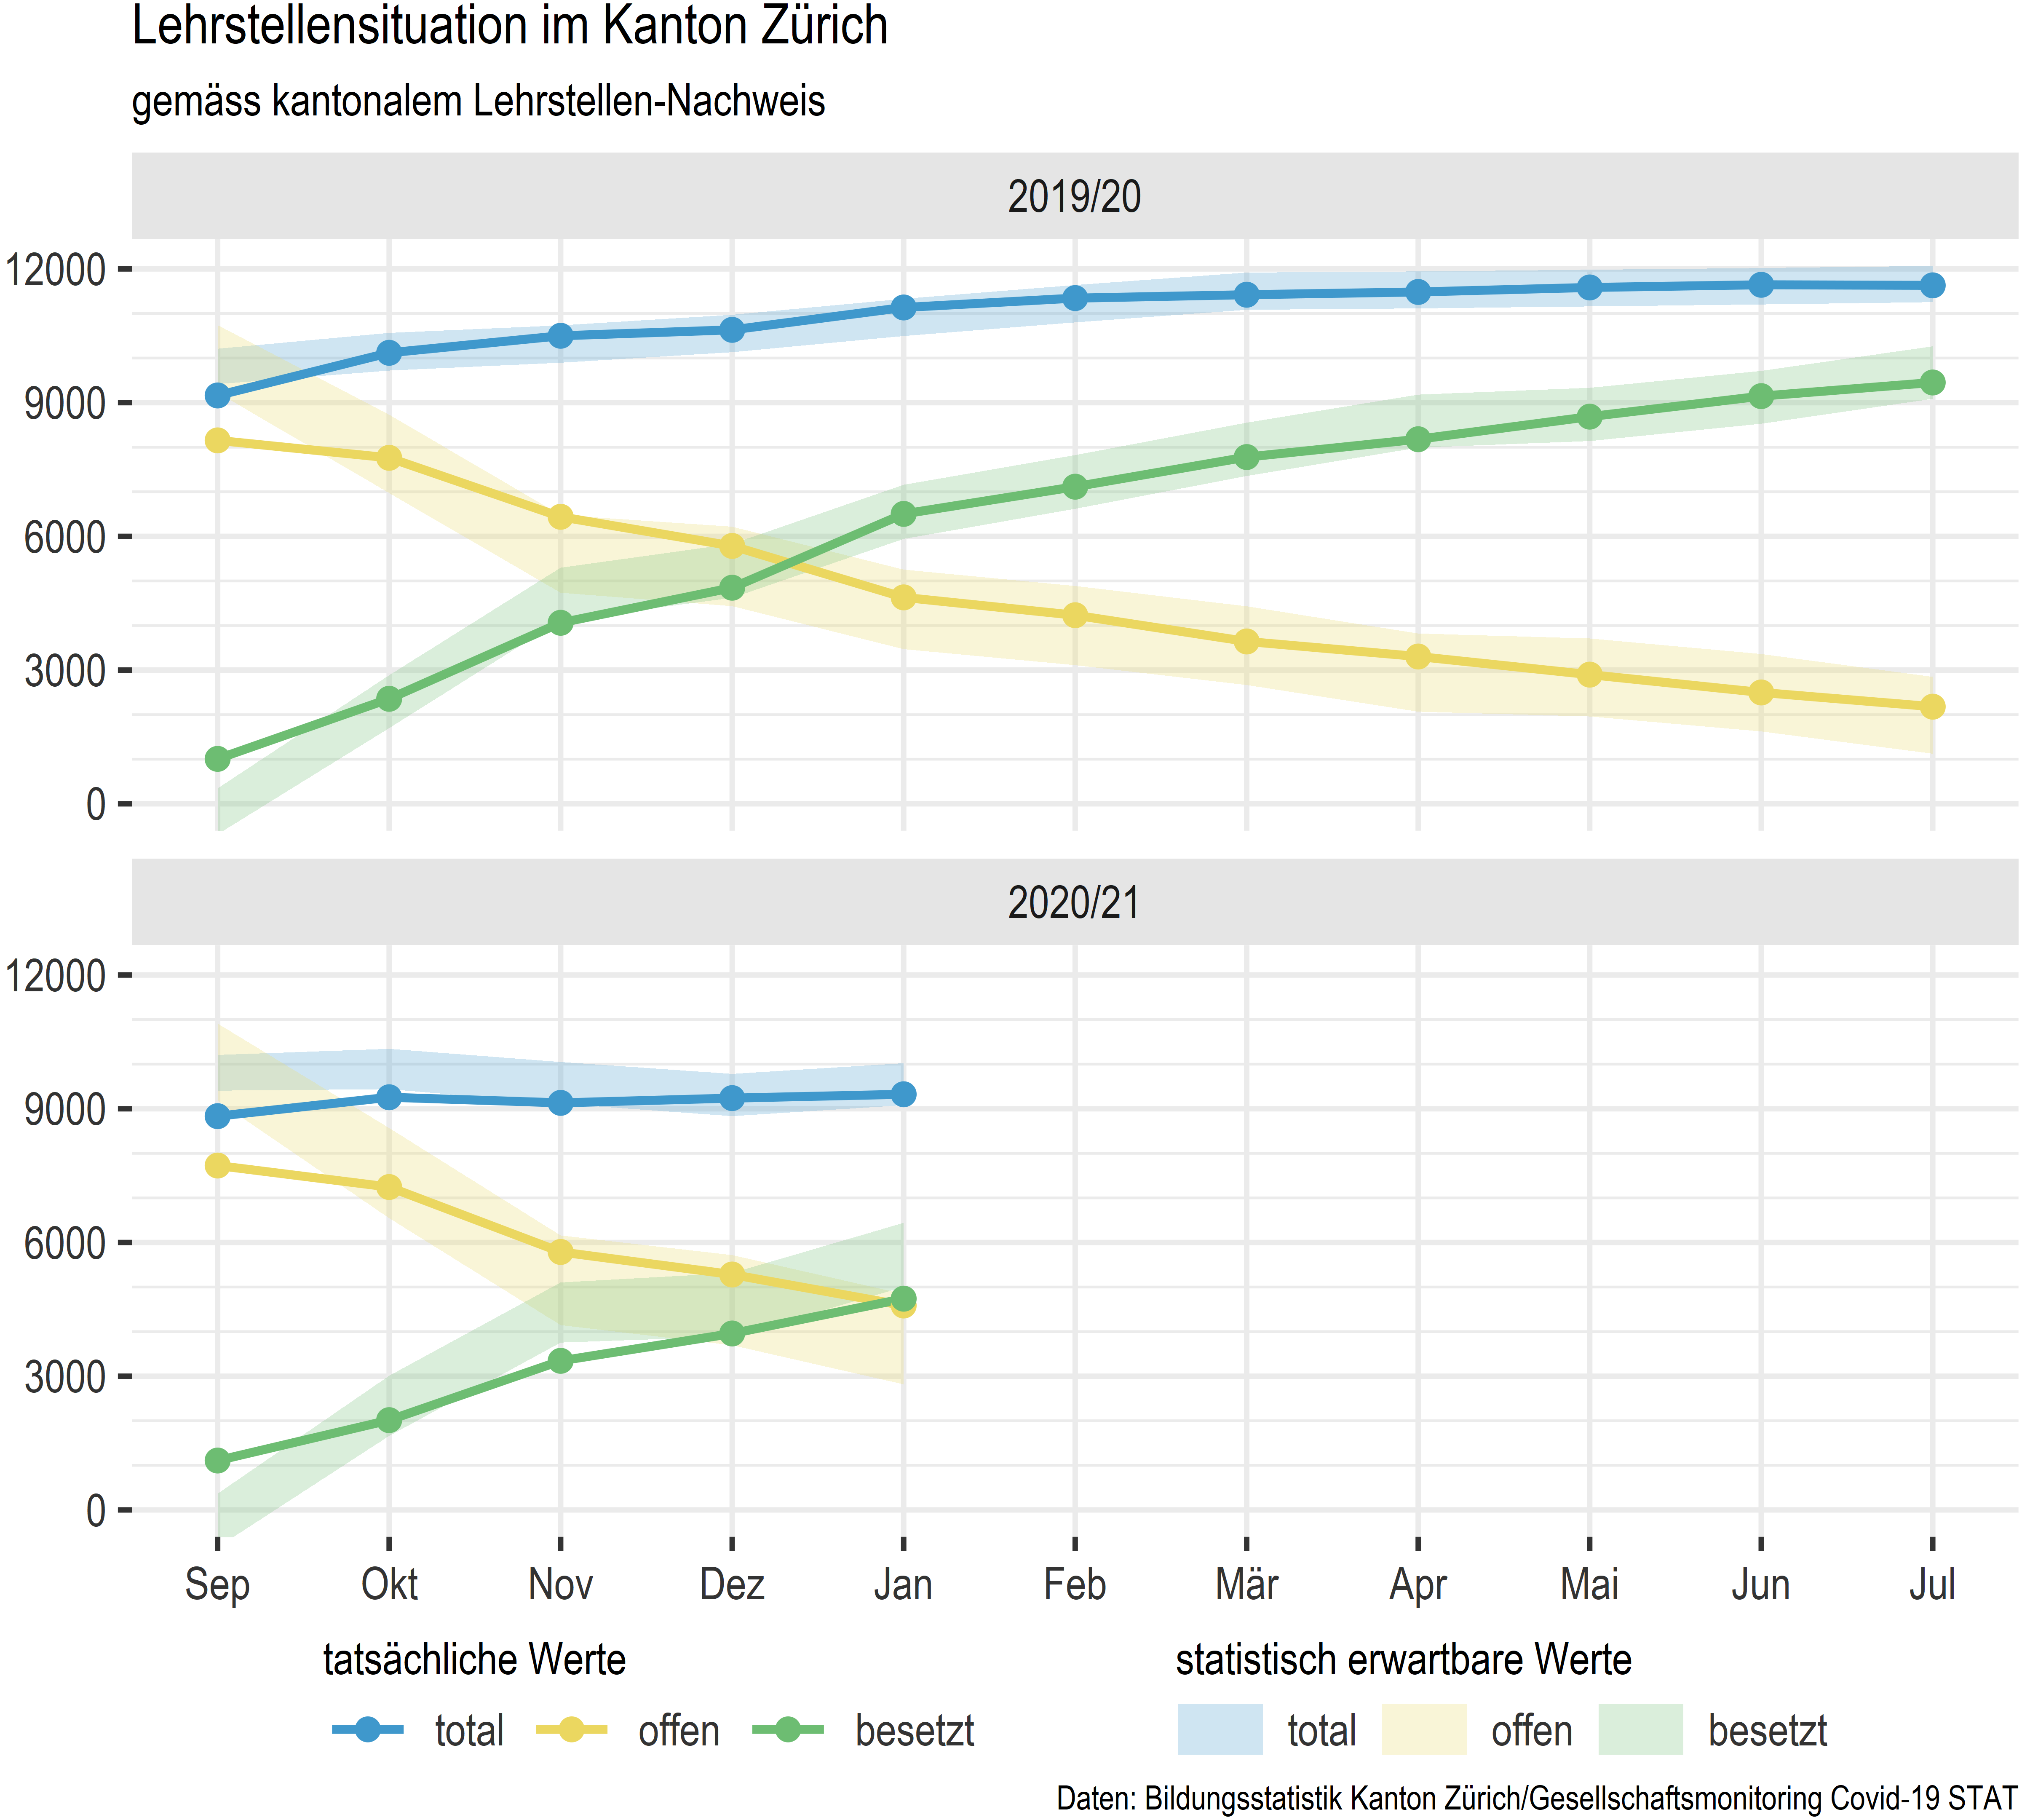 Lehrstellensituation im Kanton Zürich
gemäss kantonalem Lehrstellen-Nachweis
2019/20
12000
9000
6000
3000
0
2020/21
12000
9000
6000
3000
0
Sep Okt Nov Dez Jan Feb Mär Apr Mai Jun Jul
tatsächliche Werte statistisch erwartbare Werte
total offen besetzt total offen besetzt
Daten: Bildungsstatistik Kanton Zürich/Gesellschaftsmonitoring Covid-19 STAT